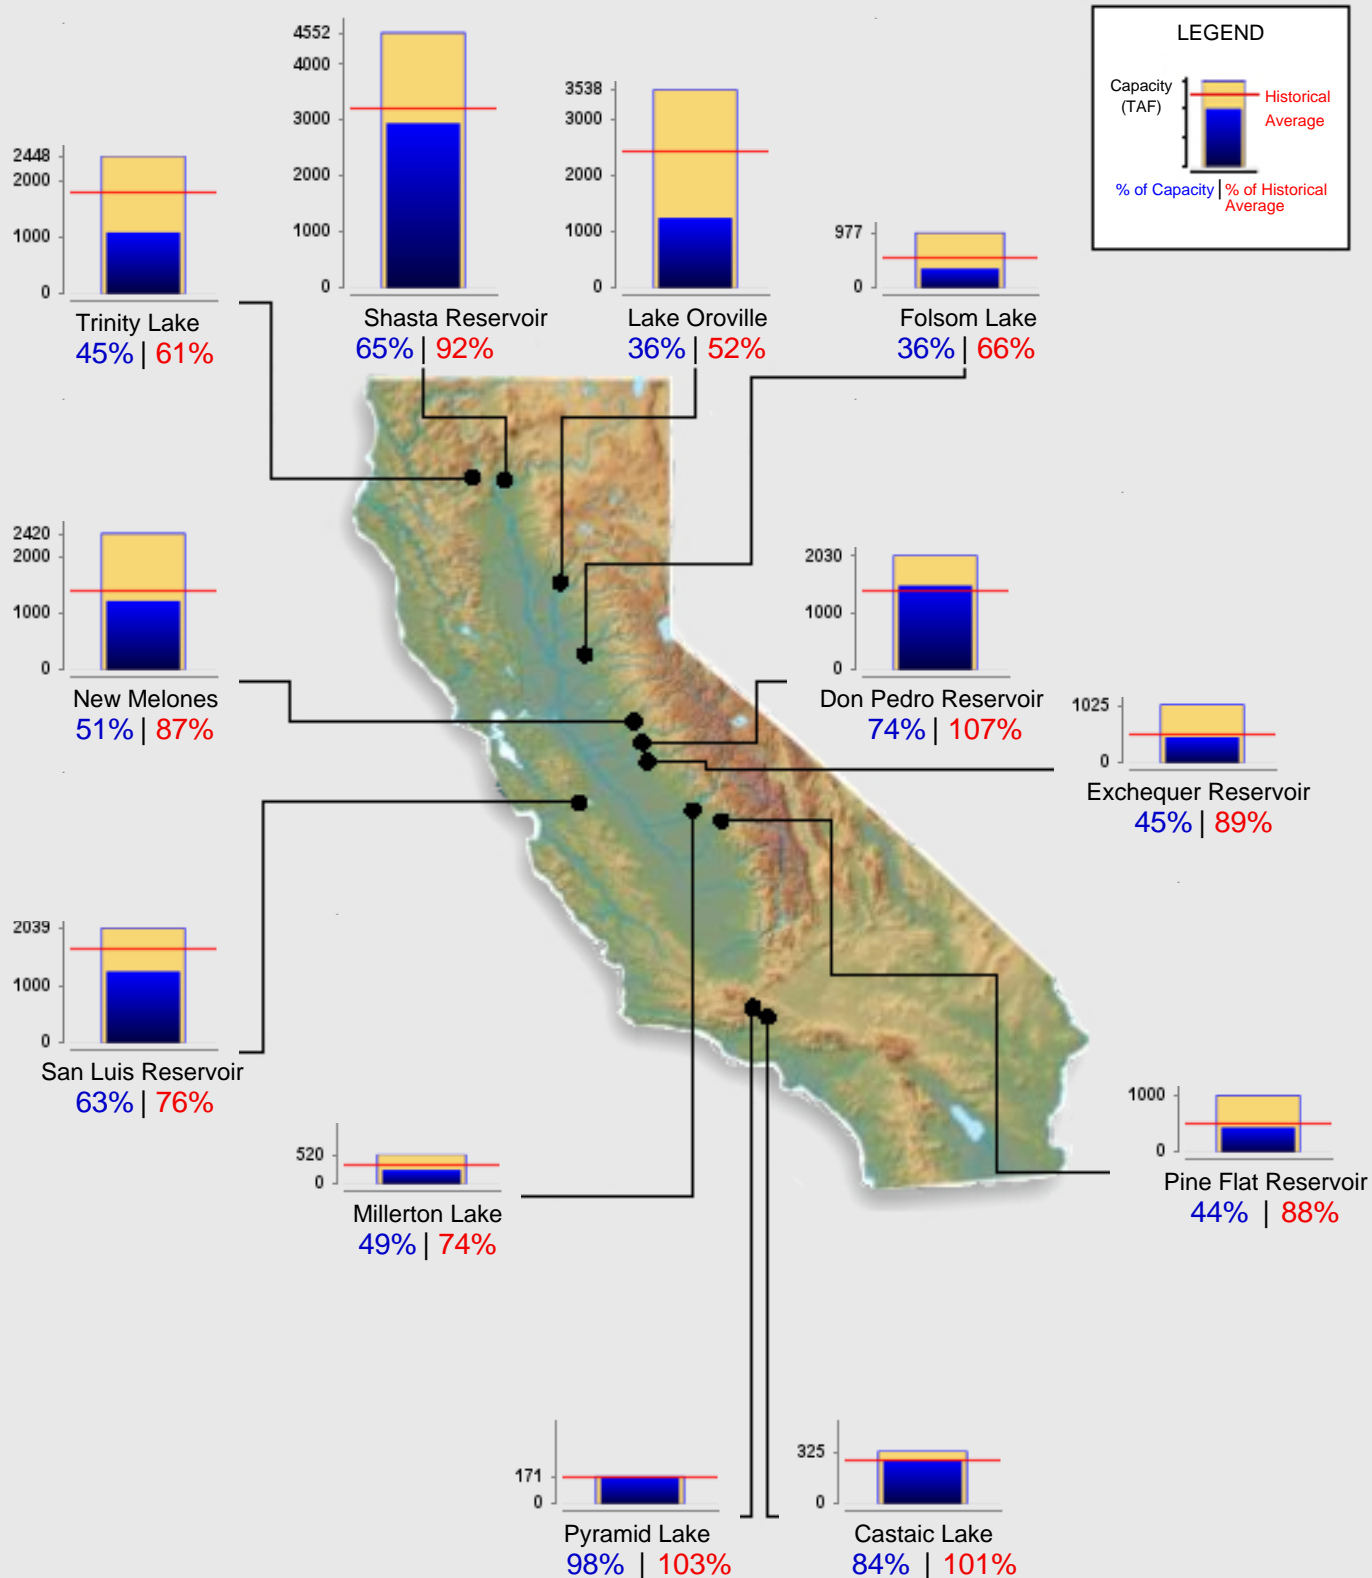 LEGEND
Capacity
(TAF)
Historical
Average
% of Capacity | % of Historical
Average
4552
4000
3000
2000
1000
0
Shasta Reservoir
65% | 92%
3538
3000
2000
1000
0
Lake Oroville
36% | 52%
2448
2000
1000
0
Trinity Lake
45% | 61%
977
0
Folsom Lake
36% | 66%
2420
2000
1000
0
New Melones
51% | 87%
2030
1000
0
Don Pedro Reservoir
74% | 107%
1025
0
Exchequer Reservoir
45% | 89%
2039
1000
0
San Luis Reservoir
63% | 76%
1000
0
Pine Flat Reservoir
44% | 88%
520
0
Millerton Lake
49% | 74%
171
0
Pyramid Lake
98% | 103%
325
0
Castaic Lake
84% | 101%